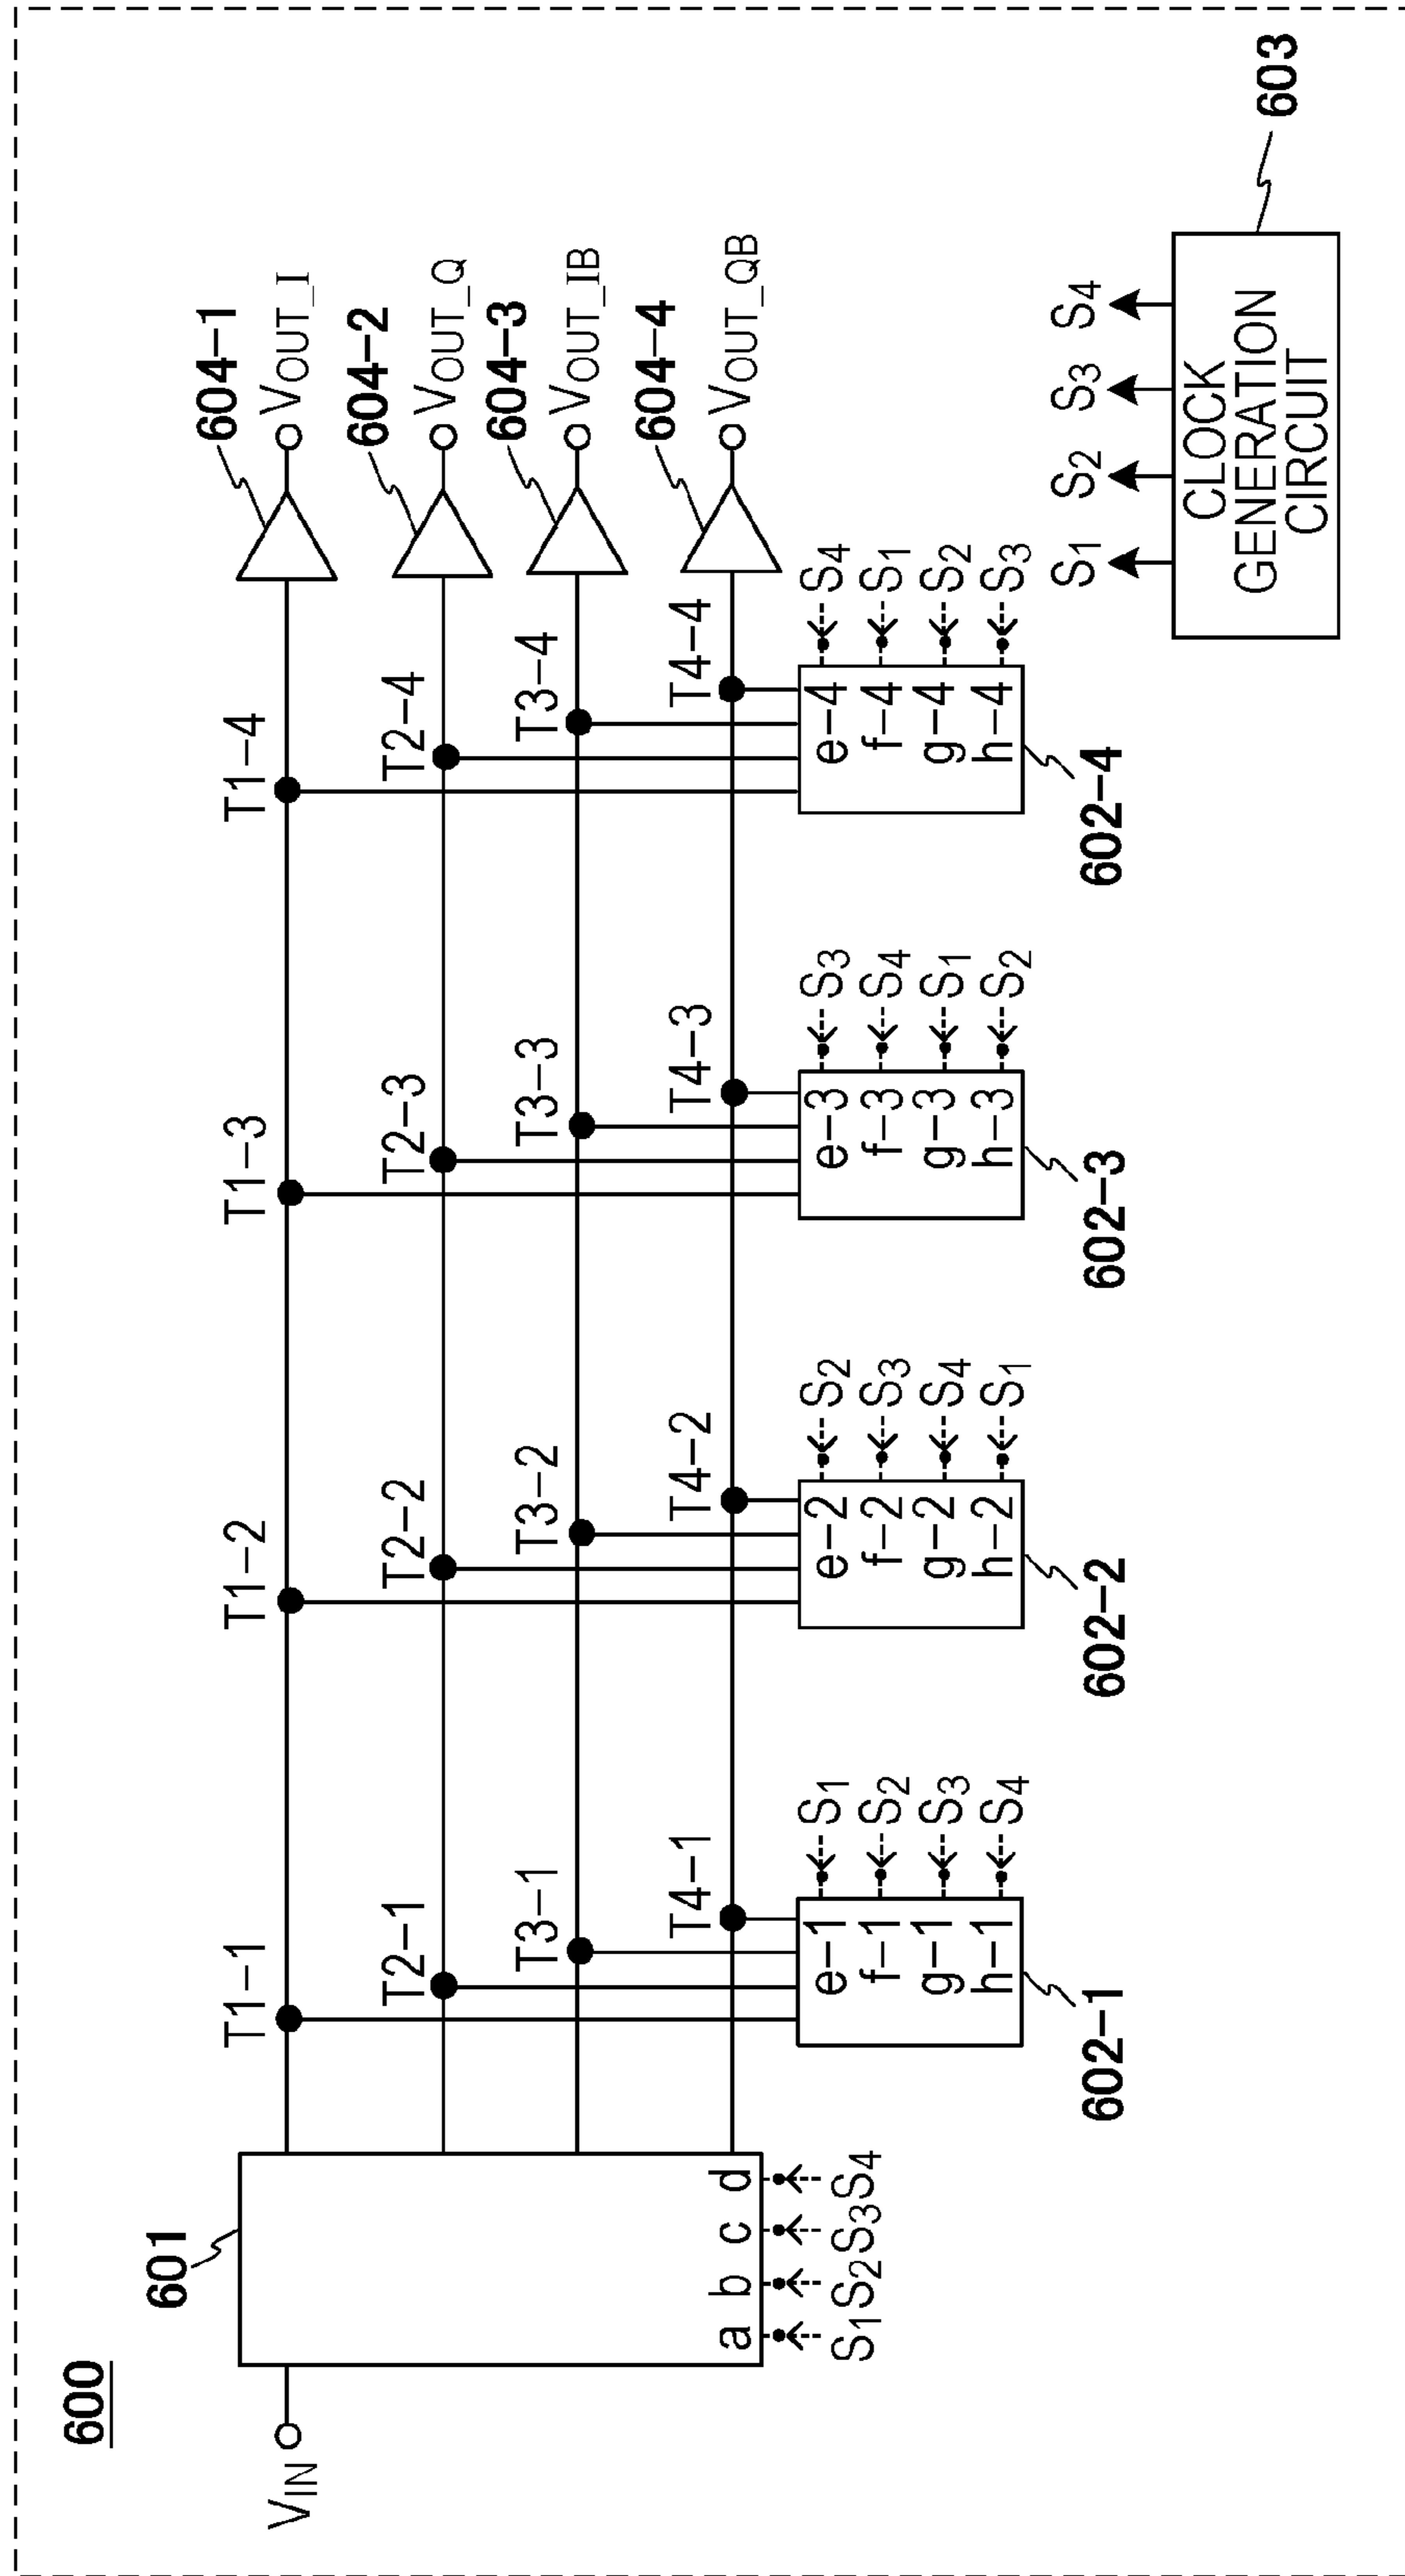 600
601
VIN
a b c d
S1 S2 S3 S4
T1-1
T2-1
T3-1
T4-1
e-1 S1
f-1 S2
g-1 S3
h-1 S4
602-1
T1-2
T2-2
T3-2
T4-2
e-2 S2
f-2 S3
g-2 S4
h-2 S1
602-2
T1-3
T2-3
T3-3
T4-3
e-3 S3
f-3 S4
g-3 S1
h-3 S2
602-3
T1-4
T2-4
T3-4
T4-4
e-4 S4
f-4 S1
g-4 S2
h-4 S3
602-4
604-1
VOUT_I
604-2
VOUT_Q
604-3
VOUT_IB
604-4
VOUT_QB
S1 S2 S3 S4
CLOCK
GENERATION
CIRCUIT
603